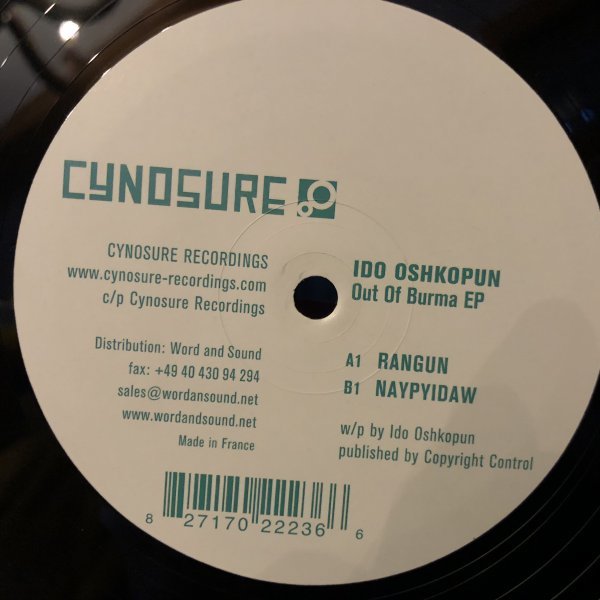 CYNOSURE
CYNOSURE RECORDINGS
www.cynosure-recordings.com
c/p Cynosure Recordings
Distribution: Word and Sound
fax: +49 40 430 94 294
sales@wordansound.net
www.wordandsound.net
Made in France
IDO OSHKOPUN
Out Of Burma EP
A1 RANGUN
B1 NAYPYIDAW
w/p by Ido Oshkopun
published by Copyright Control
8 27170 22236 6